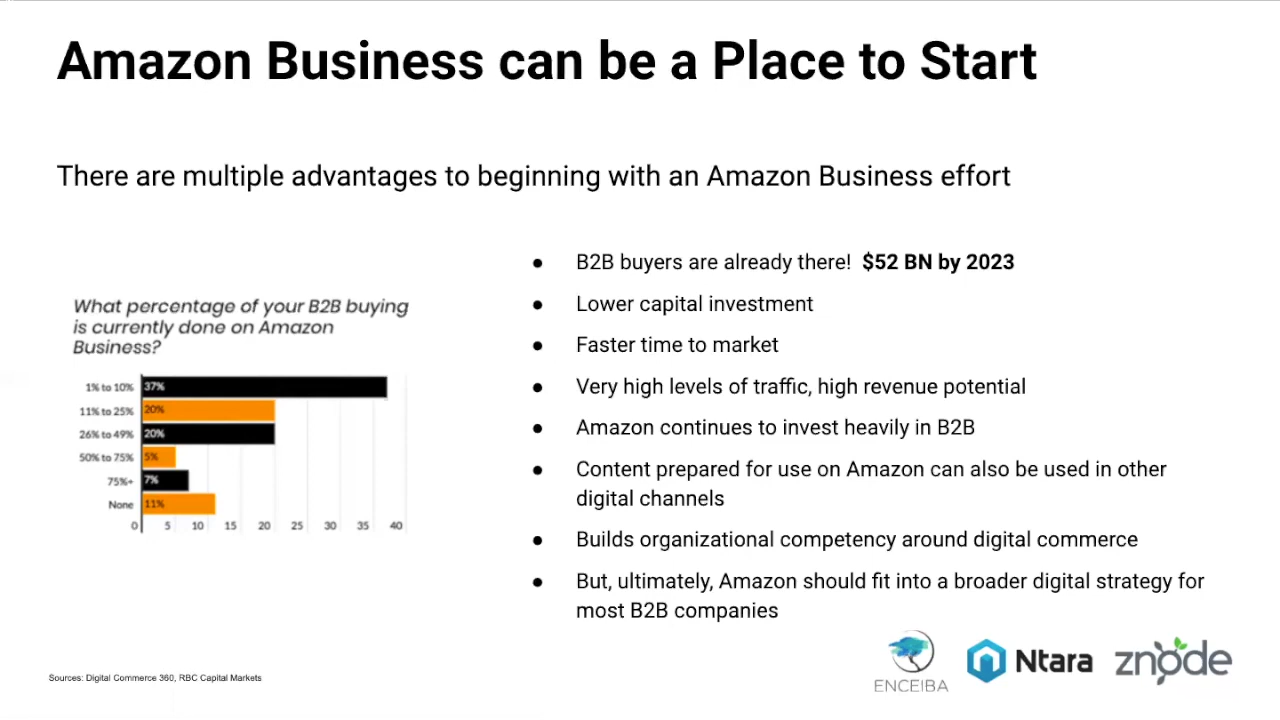 Amazon Business can be a Place to Start
There are multiple advantages to beginning with an Amazon Business effort
What percentage of your B2B buying
is currently done on Amazon
Business?
1% to 10% 37%
11% to 25% 20%
26% to 49% 20%
50% to 75% 5%
75%+ 7%
None 11%
0 5 10 15 20 25 30 35 40
● B2B buyers are already there! $52 BN by 2023
● Lower capital investment
● Faster time to market
● Very high levels of traffic, high revenue potential
● Amazon continues to invest heavily in B2B
● Content prepared for use on Amazon can also be used in other
digital channels
● Builds organizational competency around digital commerce
● But, ultimately, Amazon should fit into a broader digital strategy for
most B2B companies
Sources: Digital Commerce 360, RBC Capital Markets
ENCEIBA
Ntara
znode